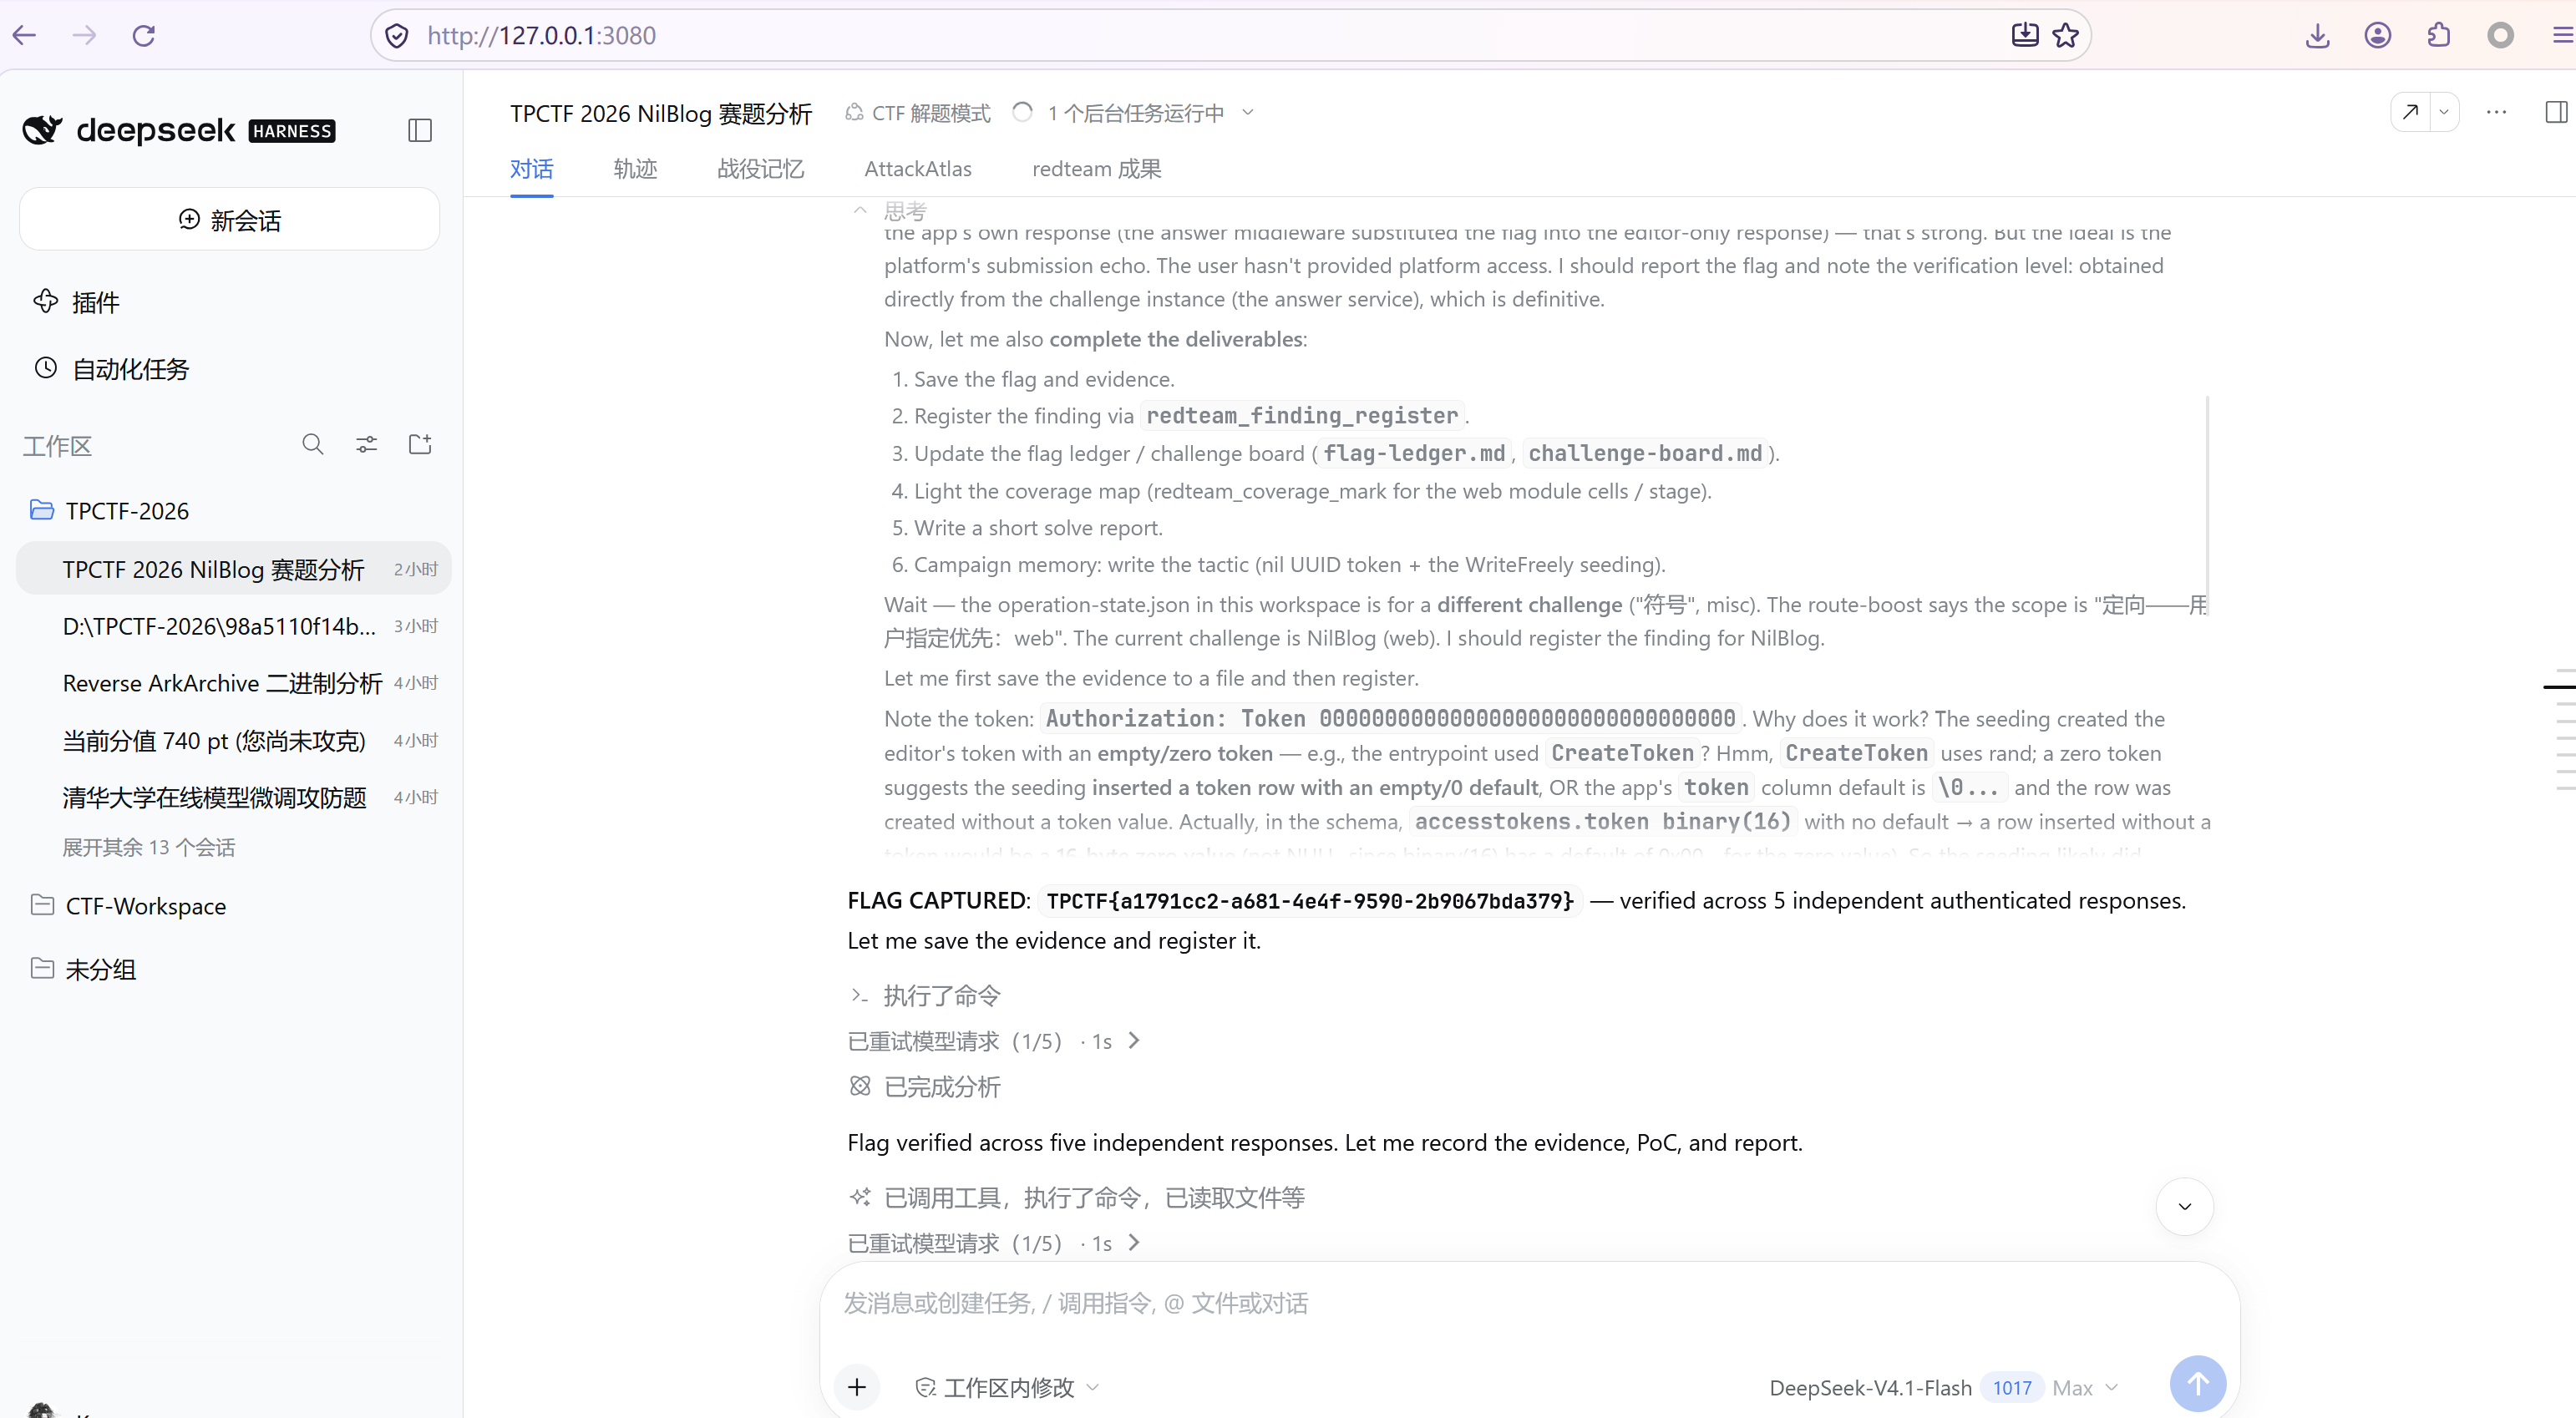 http://127.0.0.1:3080
deepseek HARNESS
新会话
插件
自动化任务
工作区
TPCTF-2026
TPCTF 2026 NilBlog 赛题分析 2小时
D:\TPCTF-2026\98a5110f14b... 3小时
Reverse ArkArchive 二进制分析 4小时
当前分值 740 pt (您尚未攻克) 4小时
清华大学在线模型微调攻防题 4小时
展开其余 13 个会话
CTF-Workspace
未分组
TPCTF 2026 NilBlog 赛题分析 CTF 解题模式 1 个后台任务运行中
对话 轨迹 战役记忆 AttackAtlas redteam 成果
思考
the app's own response (the answer middleware substituted the flag into the editor-only response) — that's strong. But the ideal is the
platform's submission echo. The user hasn't provided platform access. I should report the flag and note the verification level: obtained
directly from the challenge instance (the answer service), which is definitive.
Now, let me also complete the deliverables:
1. Save the flag and evidence.
2. Register the finding via redteam_finding_register.
3. Update the flag ledger / challenge board (flag-ledger.md, challenge-board.md).
4. Light the coverage map (redteam_coverage_mark for the web module cells / stage).
5. Write a short solve report.
6. Campaign memory: write the tactic (nil UUID token + the WriteFreely seeding).
Wait — the operation-state.json in this workspace is for a different challenge ("符号", misc). The route-boost says the scope is "定向——用
户指定优先：web". The current challenge is NilBlog (web). I should register the finding for NilBlog.
Let me first save the evidence to a file and then register.
Note the token: Authorization: Token 00000000000000000000000000000000. Why does it work? The seeding created the
editor's token with an empty/zero token — e.g., the entrypoint used CreateToken? Hmm, CreateToken uses rand; a zero token
suggests the seeding inserted a token row with an empty/0 default, OR the app's token column default is \0... and the row was
created without a token value. Actually, in the schema, accesstokens.token binary(16) with no default → a row inserted without a
FLAG CAPTURED: TPCTF{a1791cc2-a681-4e4f-9590-2b9067bda379} — verified across 5 independent authenticated responses.
Let me save the evidence and register it.
执行了命令
已重试模型请求（1/5） · 1s
已完成分析
Flag verified across five independent responses. Let me record the evidence, PoC, and report.
已调用工具，执行了命令，已读取文件等
已重试模型请求（1/5） · 1s
发消息或创建任务, / 调用指令, @ 文件或对话
工作区内修改
DeepSeek-V4.1-Flash 1017 Max